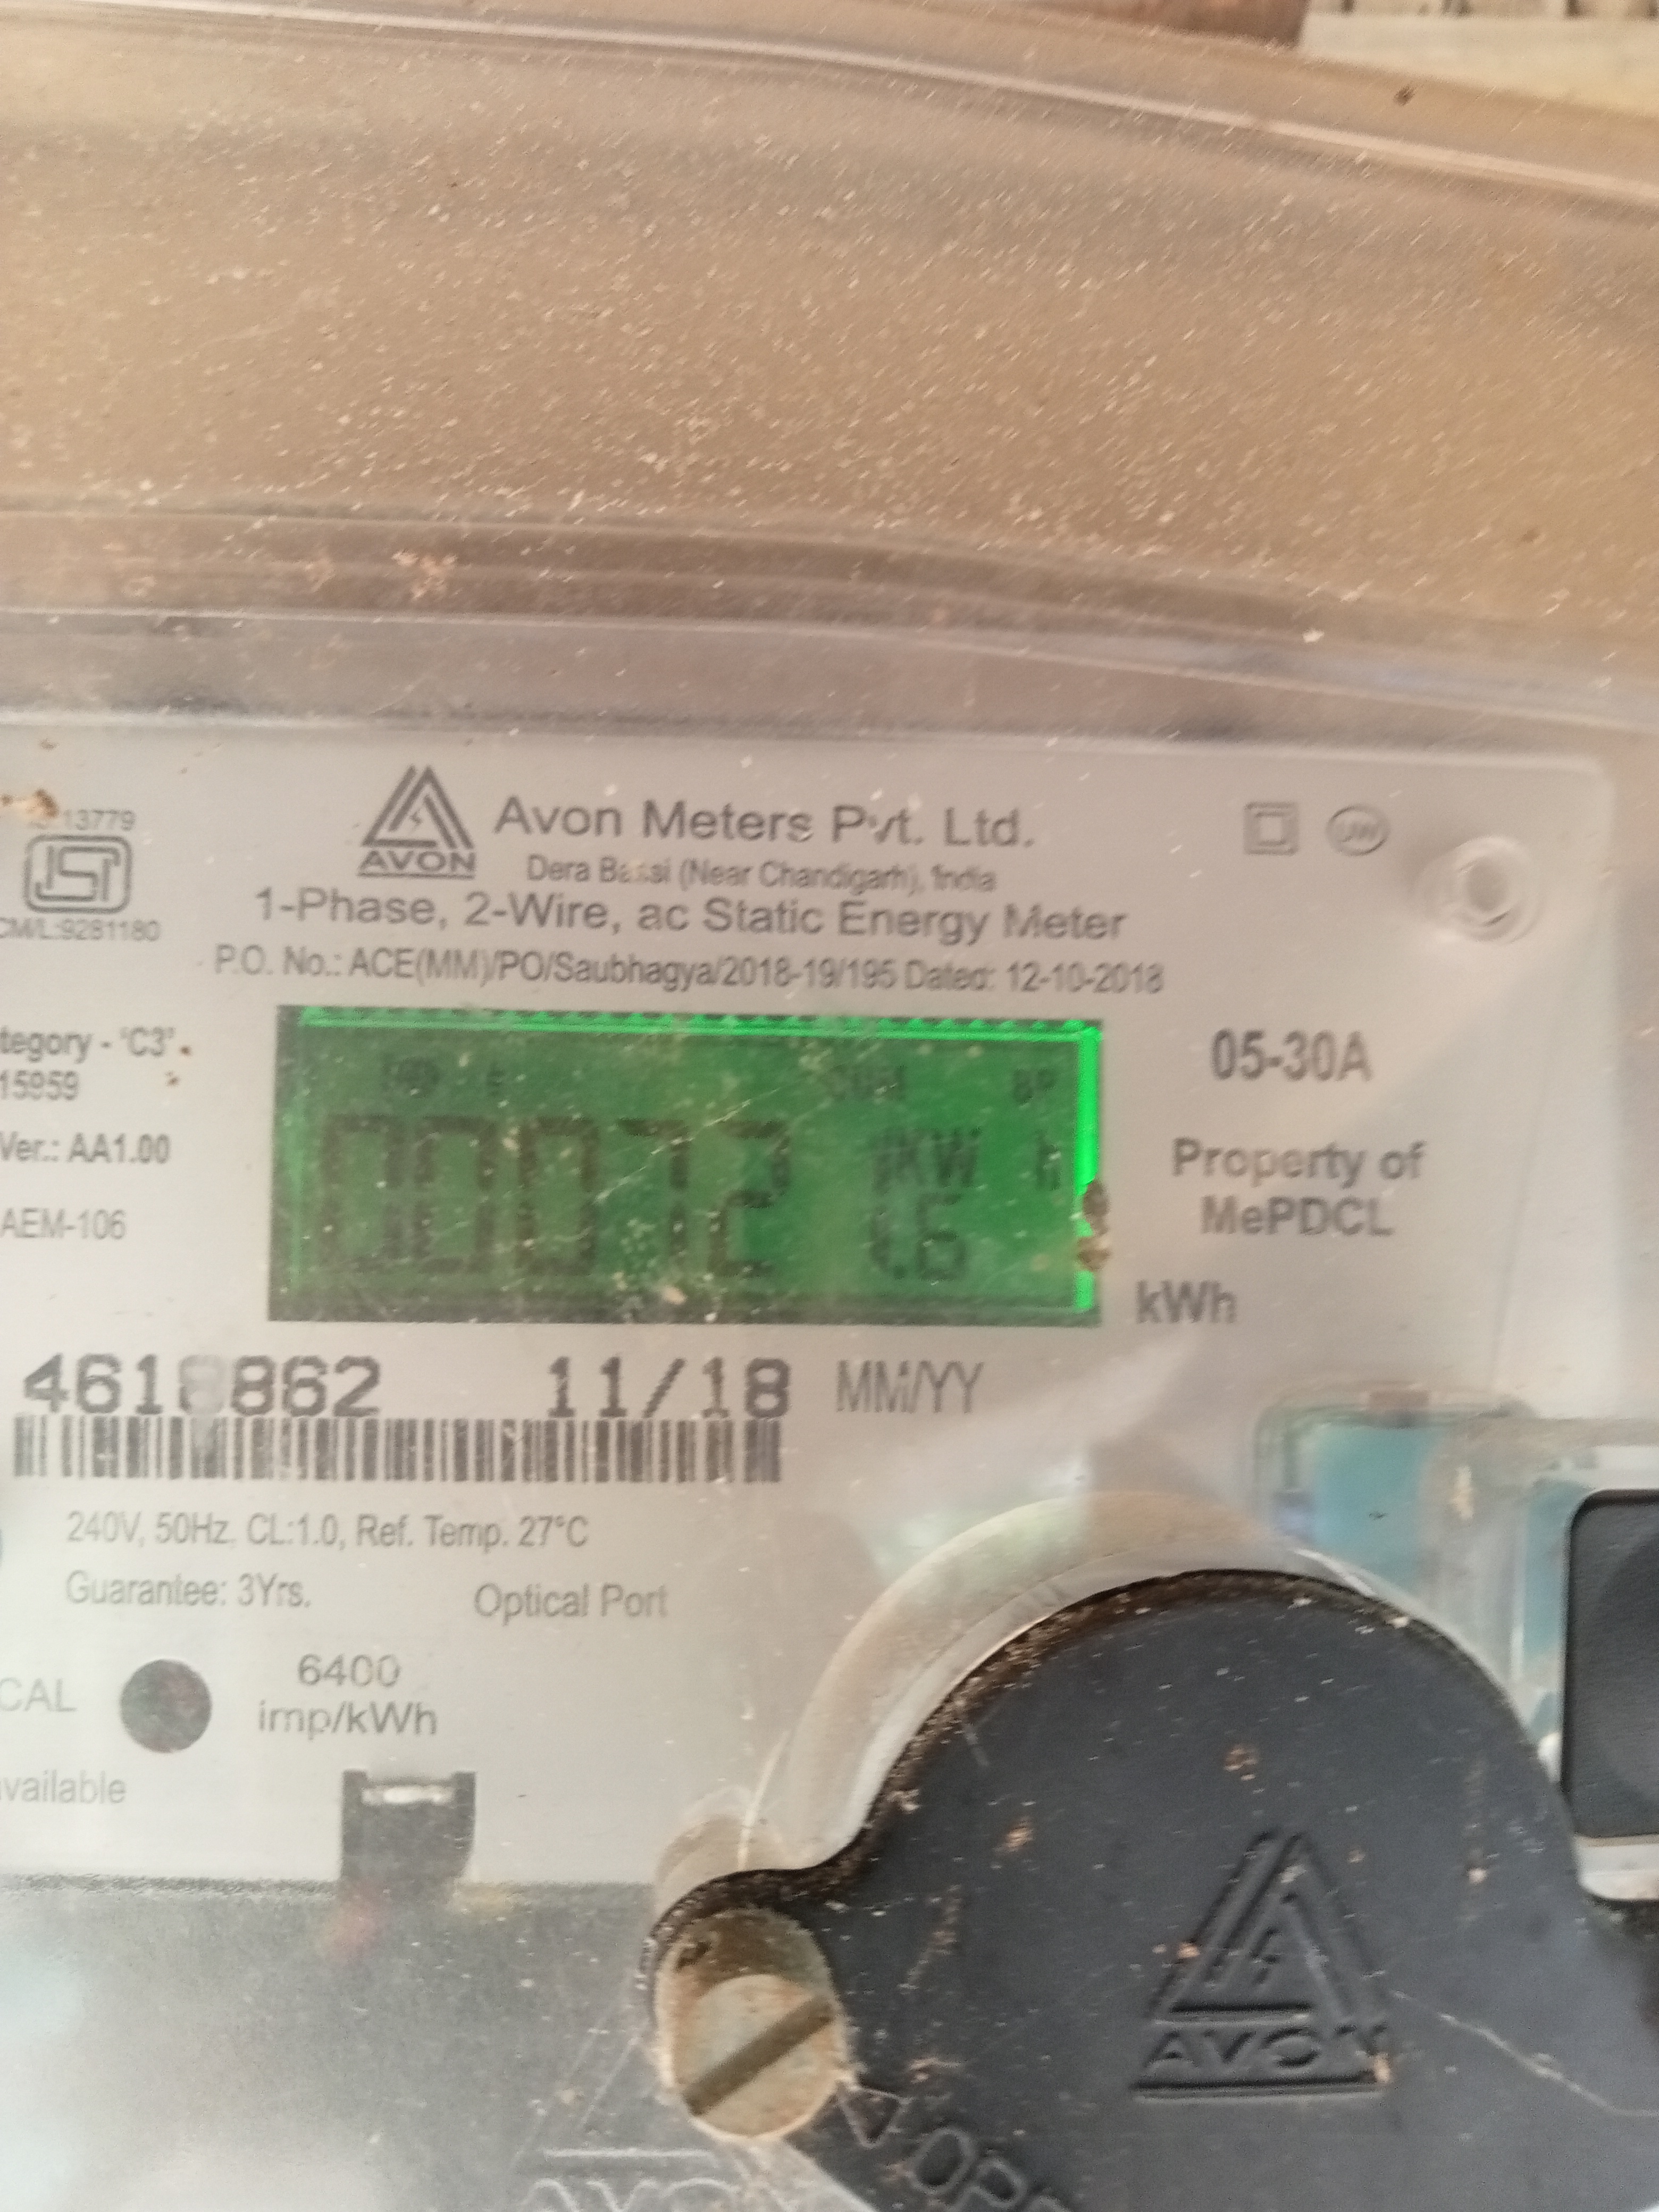 13779
CM/L:9281180
AVON
Avon Meters Pvt. Ltd.
Dera Bassi (Near Chandigarh), India
1-Phase, 2-Wire, ac Static Energy Meter
P.O. No.: ACE(MM)/PO/Saubhagya/2018-19/195 Dated: 12-10-2018
tegory - 'C3'
15959
Ver.: AA1.00
AEM-106
CUM
00072
KW h
1.6
05-30A
Property of
MePDCL
kWh
11/18 MM/YY
240V, 50Hz, CL:1.0, Ref. Temp. 27°C
Guarantee: 3Yrs. Optical Port
CAL
6400
imp/kWh
vailable
AVON